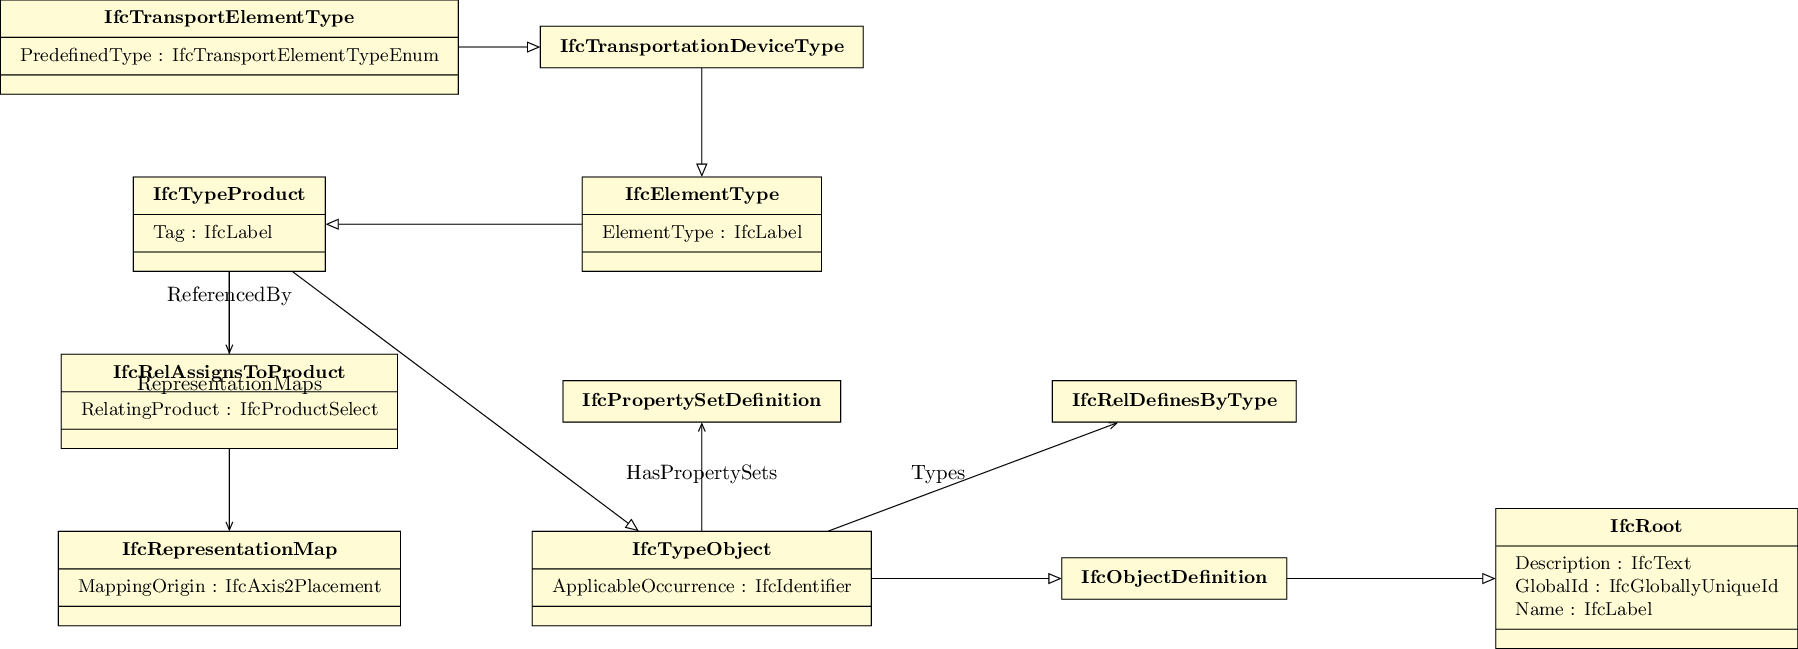 IfcTransportElementType
PredefinedType : IfcTransportElementTypeEnum
IfcTransportationDeviceType
IfcTypeProduct
Tag : IfcLabel
IfcElementType
ElementType : IfcLabel
ReferencedBy
IfcRelAssignsToProduct
RepresentationMaps
RelatingProduct : IfcProductSelect
IfcPropertySetDefinition
IfcRelDefinesByType
HasPropertySets
Types
IfcRepresentationMap
MappingOrigin : IfcAxis2Placement
IfcTypeObject
ApplicableOccurrence : IfcIdentifier
IfcObjectDefinition
IfcRoot
Description : IfcText
GlobalId : IfcGloballyUniqueId
Name : IfcLabel